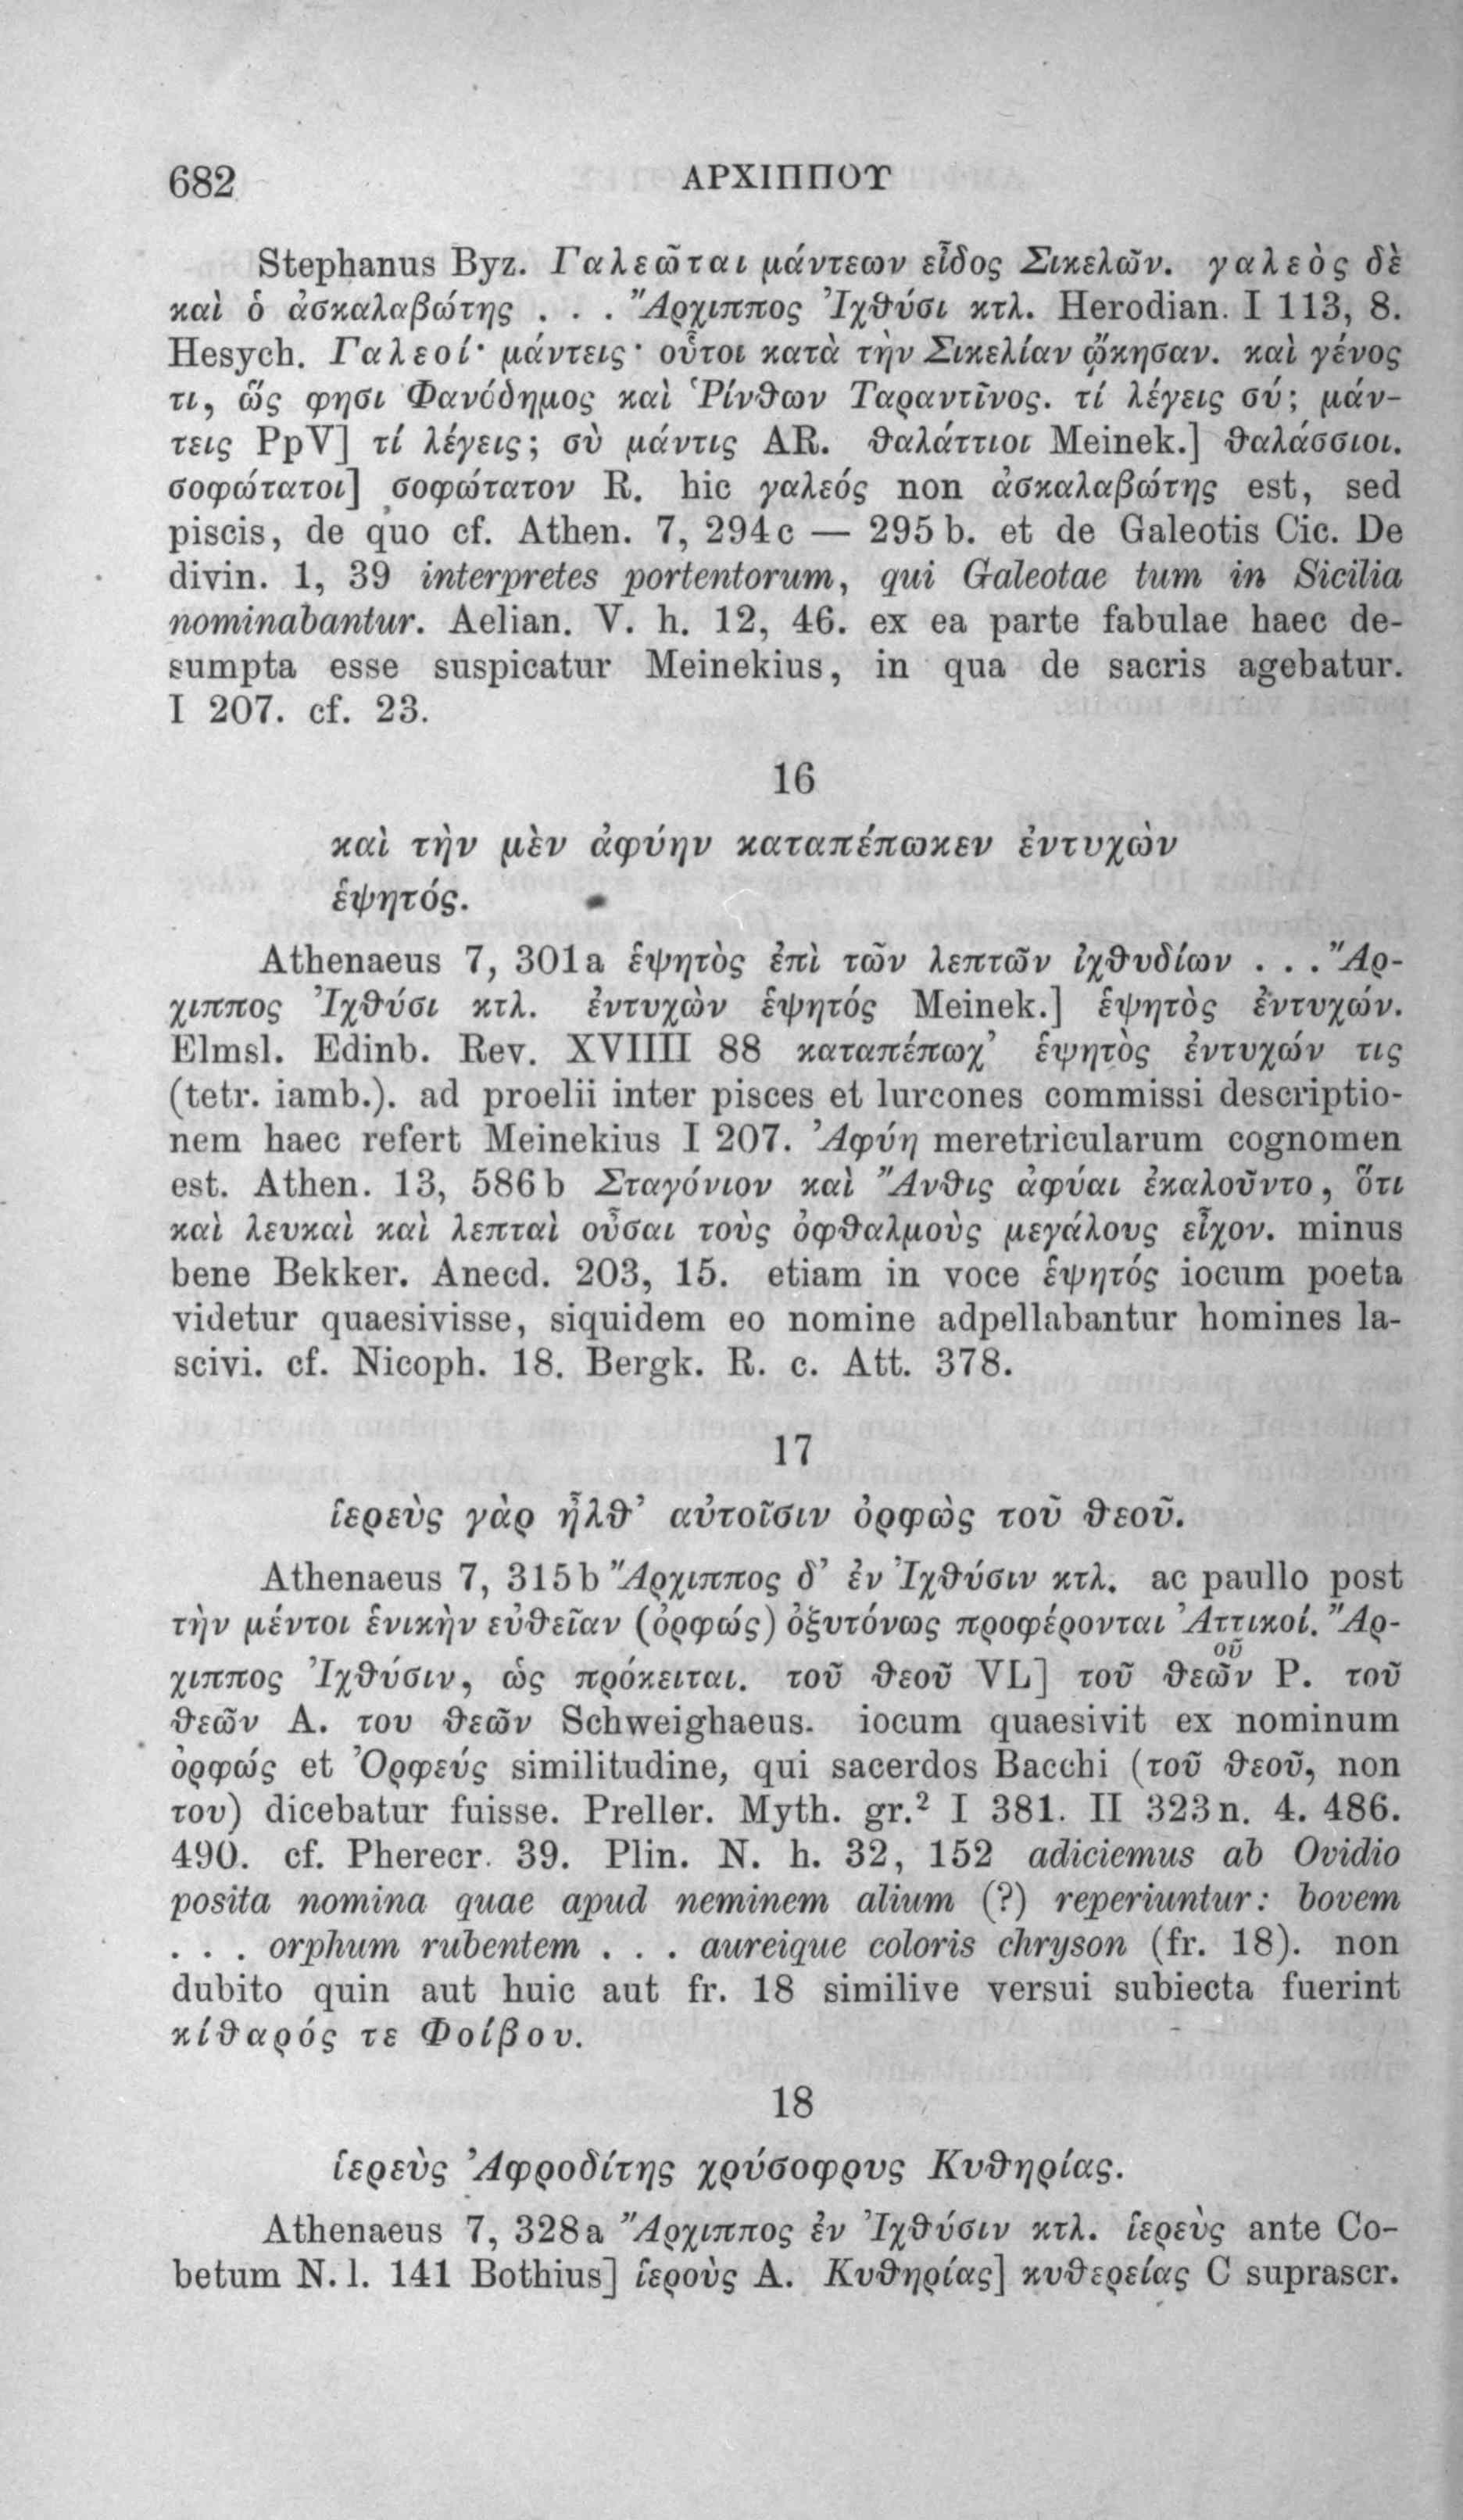 682 ΑΡΧΙΠΠΟΥ
Stephanus Byz. Γαλεῶται μάντεων εἶδος Σικελῶν. γαλεὸς δὲ
καὶ ὁ ἀσκαλαβώτης . . . Ἄρχιππος Ἰχθύσι κτλ. Herodian. I 113, 8.
Hesych. Γαλεοί· μάντεις· οὗτοι κατὰ τὴν Σικελίαν ᾤκησαν. καὶ γένος
τι, ὥς φησι Φανόδημος καὶ Ῥίνθων Ταραντῖνος. τί λέγεις σύ; μάν-
τεις PpV] τί λέγεις; σὺ μάντις AR. θαλάττιοι Meinek.] θαλάσσιοι.
σοφώτατοι] σοφώτατον R. hic γαλεός non ἀσκαλαβώτης est, sed
piscis, de quo cf. Athen. 7, 294c — 295b. et de Galeotis Cic. De
divin. 1, 39 interpretes portentorum, qui Galeotae tum in Sicilia
nominabantur. Aelian. V. h. 12, 46. ex ea parte fabulae haec de-
sumpta esse suspicatur Meinekius, in qua de sacris agebatur.
I 207. cf. 23.
16
καὶ τὴν μὲν ἀφύην καταπέπωκεν ἐντυχὼν
ἑψητός.
Athenaeus 7, 301a ἑψητὸς ἐπὶ τῶν λεπτῶν ἰχθυδίων . . . Ἄρ-
χιππος Ἰχθύσι κτλ. ἐντυχὼν ἑψητός Meinek.] ἑψητὸς ἐντυχών.
Elmsl. Edinb. Rev. XVIIII 88 καταπέπωχ’ ἑψητὸς ἐντυχών τις
(tetr. iamb.). ad proelii inter pisces et lurcones commissi descriptio-
nem haec refert Meinekius I 207. Ἀφύη meretricularum cognomen
est. Athen. 13, 586b Σταγόνιον καὶ Ἄνθις ἀφύαι ἐκαλοῦντο, ὅτι
καὶ λευκαὶ καὶ λεπταὶ οὖσαι τοὺς ὀφθαλμοὺς μεγάλους εἶχον. minus
bene Bekker. Anecd. 203, 15. etiam in voce ἑψητός iocum poeta
videtur quaesivisse, siquidem eo nomine adpellabantur homines la-
scivi. cf. Nicoph. 18. Bergk. R. c. Att. 378.
17
ἱερεὺς γὰρ ἦλθ’ αὐτοῖσιν ὀρφὼς τοῦ θεοῦ.
Athenaeus 7, 315b Ἄρχιππος δ’ ἐν Ἰχθύσιν κτλ. ac paullo post
τὴν μέντοι ἑνικὴν εὐθεῖαν (ὀρφώς) ὀξυτόνως προφέρονται Ἀττικοί. Ἄρ-
οῦ
χιππος Ἰχθύσιν, ὡς πρόκειται. τοῦ θεοῦ VL] τοῦ θεῶν P. τοῦ
θεῶν A. του θεῶν Schweighaeus. iocum quaesivit ex nominum
ὀρφώς et Ὀρφεύς similitudine, qui sacerdos Bacchi (τοῦ θεοῦ, non
του) dicebatur fuisse. Preller. Myth. gr.² I 381. II 323n. 4. 486.
490. cf. Pherecr. 39. Plin. N. h. 32, 152 adiciemus ab Ovidio
posita nomina quae apud neminem alium (?) reperiuntur: bovem
. . . orphum rubentem . . . aureique coloris chryson (fr. 18). non
dubito quin aut huic aut fr. 18 similive versui subiecta fuerint
κίθαρός τε Φοίβου.
18
ἱερεὺς Ἀφροδίτης χρύσοφρυς Κυθηρίας.
Athenaeus 7, 328a Ἄρχιππος ἐν Ἰχθύσιν κτλ. ἱερεὺς ante Co-
betum N. l. 141 Bothius] ἱεροὺς A. Κυθηρίας] κυθερείας C suprascr.